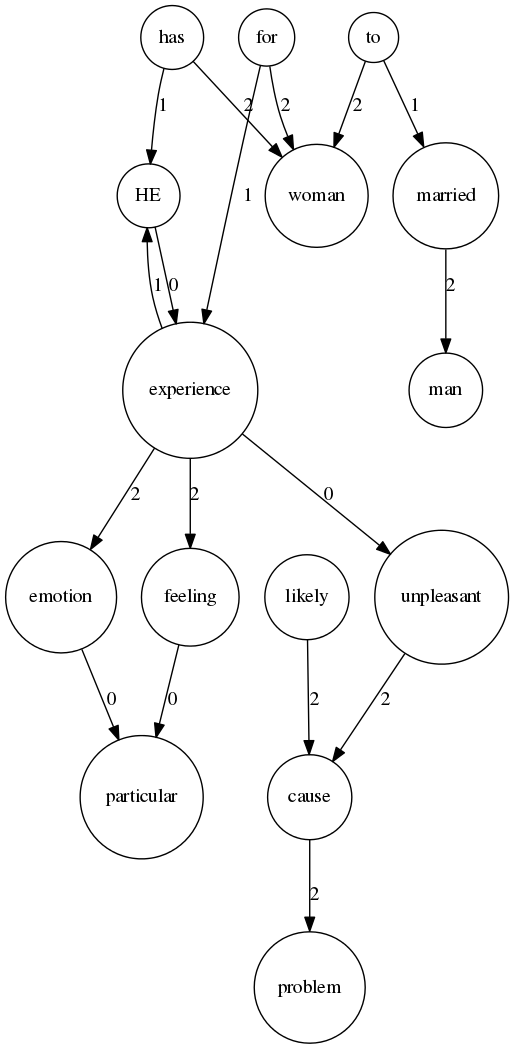 has for to
1 2 2 2 1
HE 1 woman married
1 0 2
experience man
2 2 0
emotion feeling likely unpleasant
0 0 2 2
particular cause
2
problem